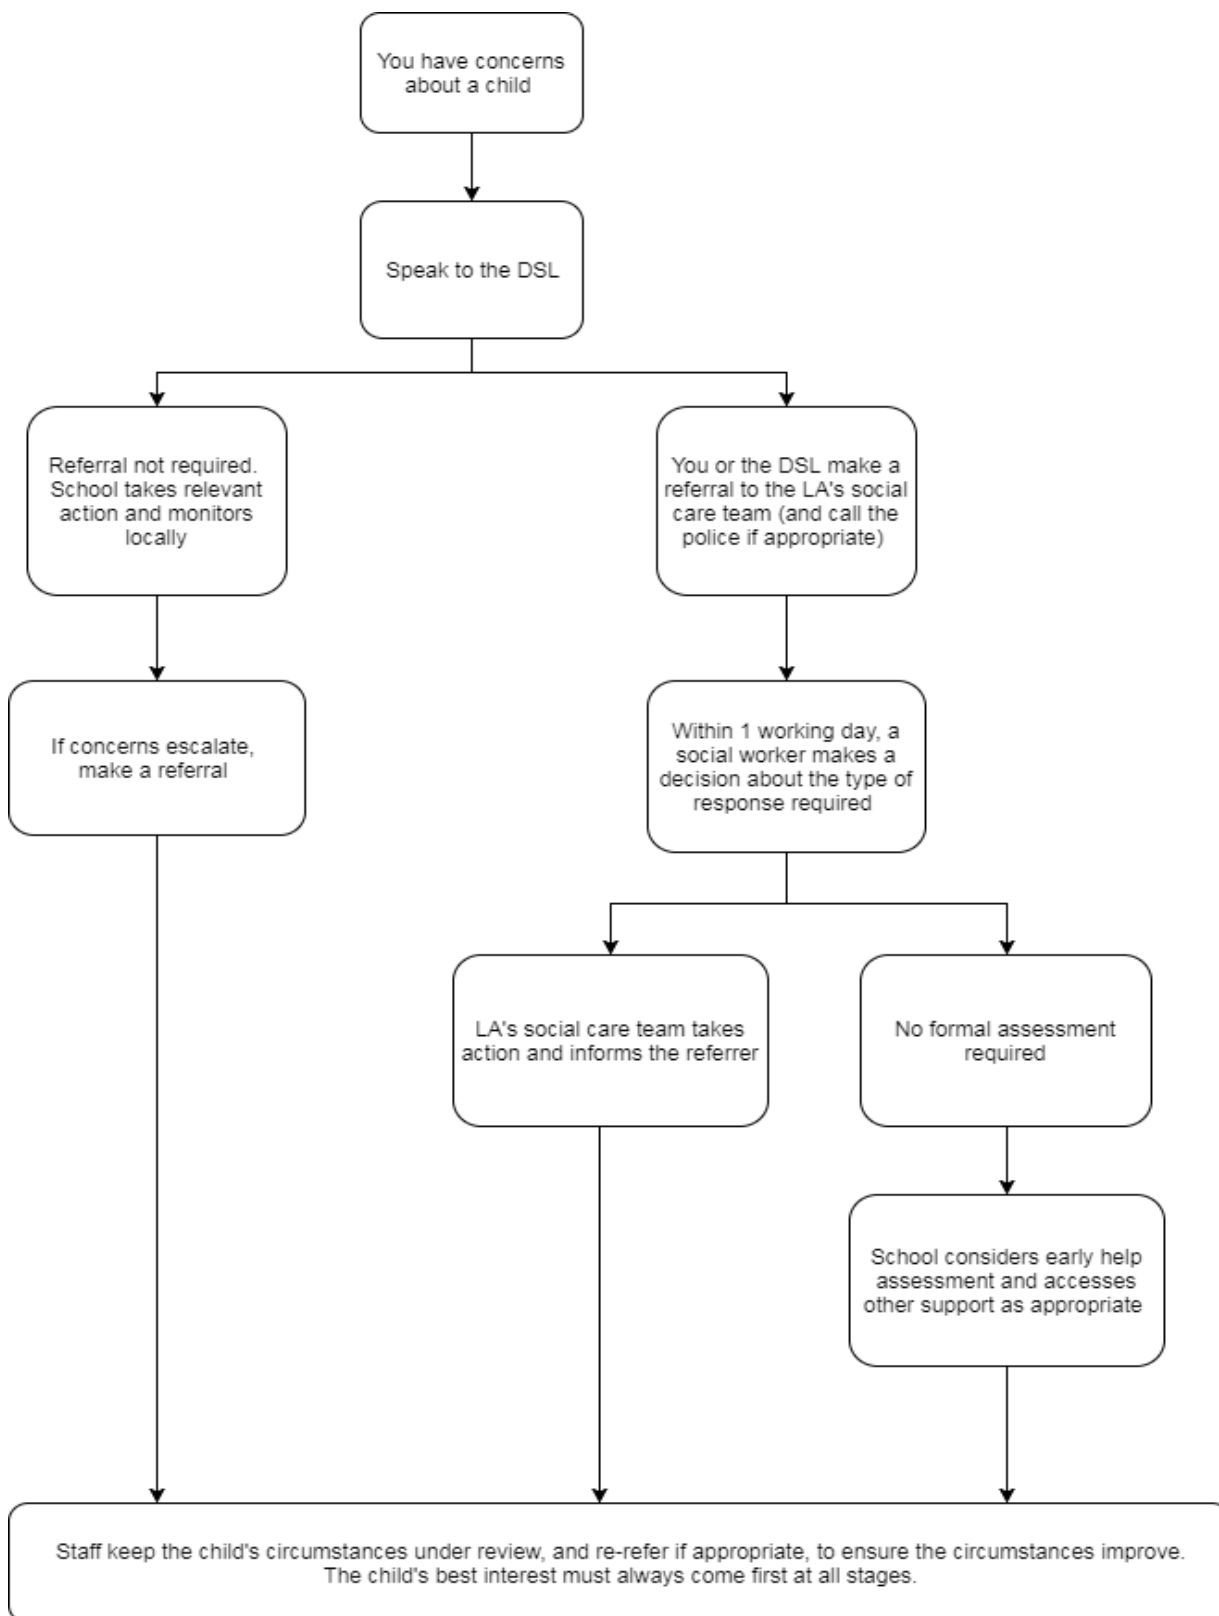 You have concerns
about a child
Speak to the DSL
Referral not required.
School takes relevant
action and monitors
locally
You or the DSL make a
referral to the LA's social
care team (and call the
police if appropriate)
If concerns escalate,
make a referral
Within 1 working day, a
social worker makes a
decision about the type of
response required
LA's social care team takes
action and informs the referrer
No formal assessment
required
School considers early help
assessment and accesses
other support as appropriate
Staff keep the child's circumstances under review, and re-refer if appropriate, to ensure the circumstances improve.
The child's best interest must always come first at all stages.